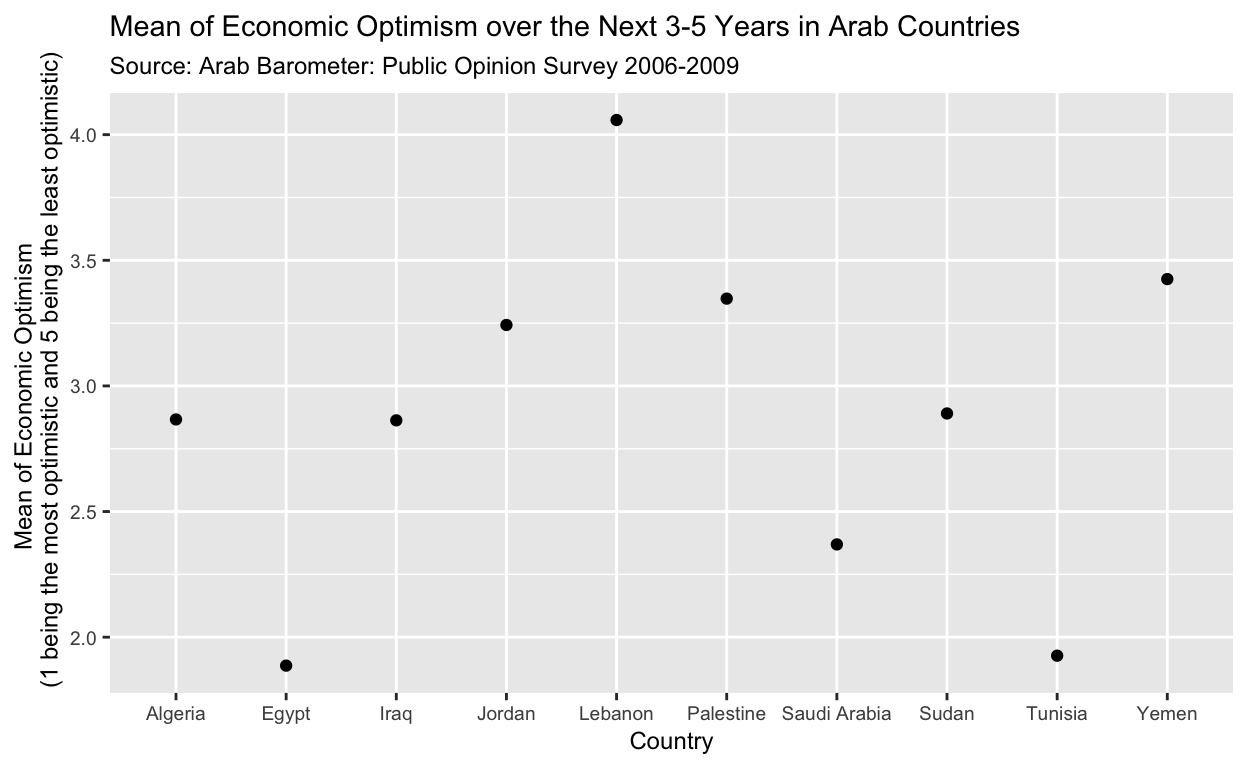 Mean of Economic Optimism over the Next 3-5 Years in Arab Countries
Source: Arab Barometer: Public Opinion Survey 2006-2009
Mean of Economic Optimism
(1 being the most optimistic and 5 being the least optimistic)
4.0
3.5
3.0
2.5
2.0
Algeria Egypt Iraq Jordan Lebanon Palestine Saudi Arabia Sudan Tunisia Yemen
Country